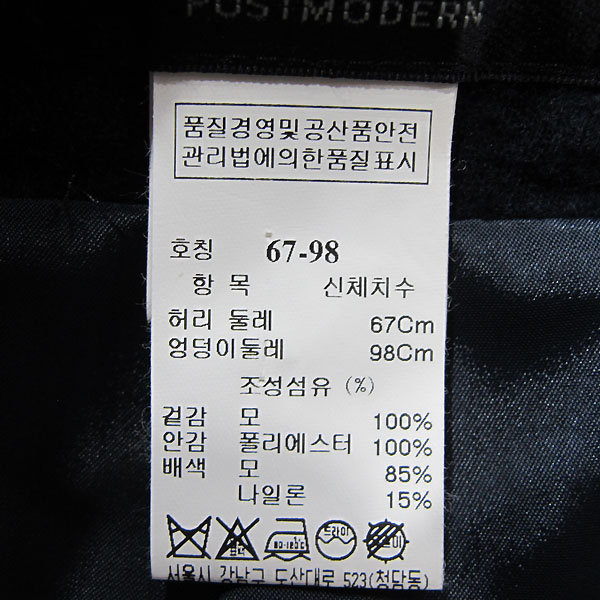 POSTMODERN
품질경영및공산품안전
관리법에의한품질표시
호칭 67-98
항 목 신체치수
허리 둘레 67Cm
엉덩이둘레 98Cm
조성섬유 (%)
겉감 모 100%
안감 폴리에스터 100%
배색 모 85%
나일론 15%
드라이
서울시 강남구 도산대로 523(청담동)